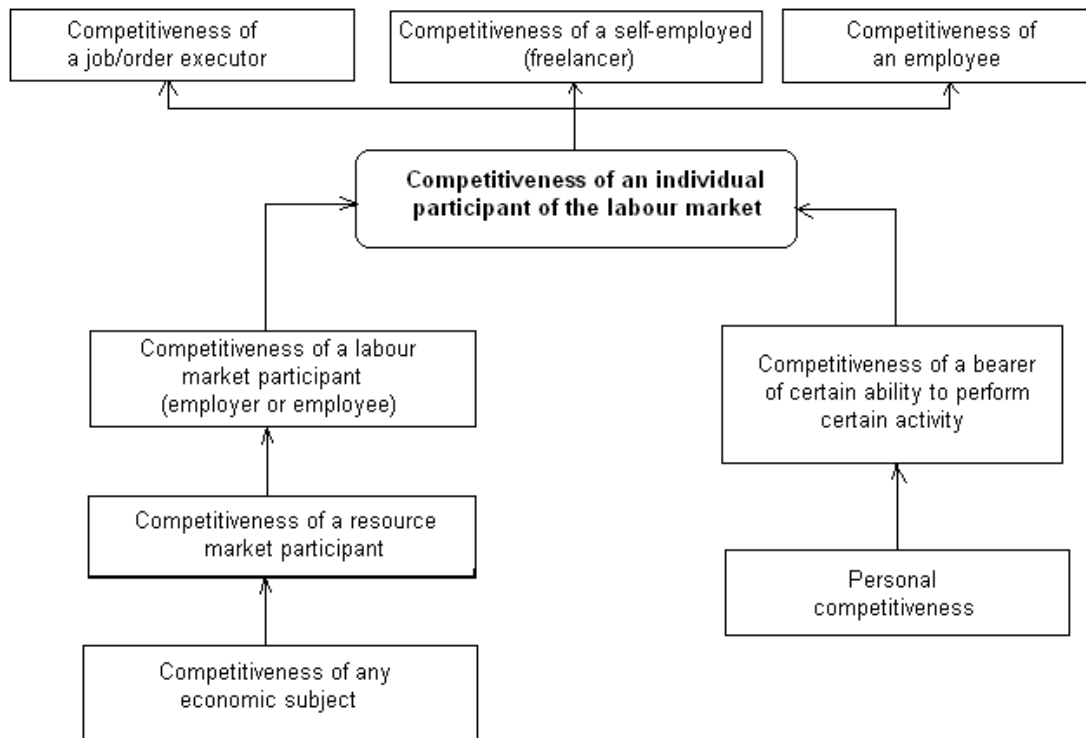 Competitiveness of
a job/order executor
Competitiveness of a self-employed
(freelancer)
Competitiveness of
an employee
Competitiveness of an individual
participant of the labour market
Competitiveness of a labour
market participant
(employer or employee)
Competitiveness of a bearer
of certain ability to perform
certain activity
Competitiveness of a resource
market participant
Personal
competitiveness
Competitiveness of any
economic subject